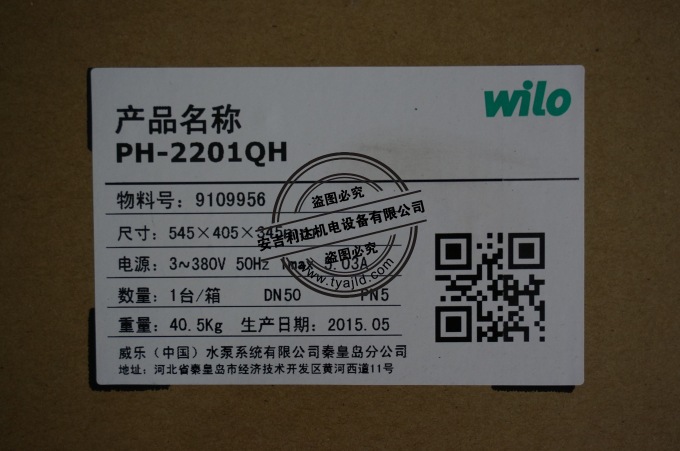 wilo
产品名称
PH-2201QH
物料号: 9109956
尺寸: 545×405×345mm
电源: 3~380V 50Hz Imax 5.03A
数量: 1台/箱 DN50 PN5
重量: 40.5Kg 生产日期: 2015.05
威乐（中国）水泵系统有限公司秦皇岛分公司
地址: 河北省秦皇岛市经济技术开发区黄河西道11号
盗图必究
安吉利达机电设备有限公司
盗图必究
www.tyajld.com